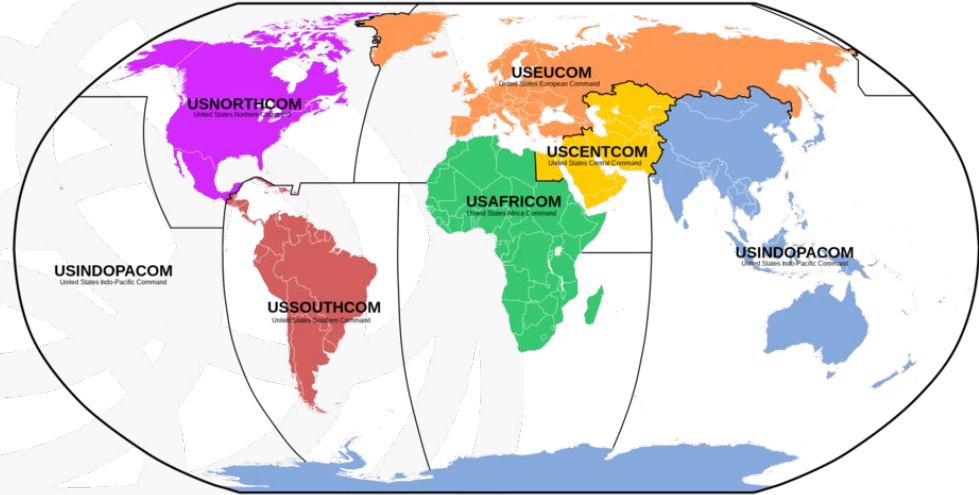 USEUCOM
United States European Command
USNORTHCOM
United States Northern Command
USCENTCOM
United States Central Command
USAFRICOM
United States Africa Command
USINDOPACOM
United States Indo-Pacific Command
USINDOPACOM
United States Indo-Pacific Command
USSOUTHCOM
United States Southern Command